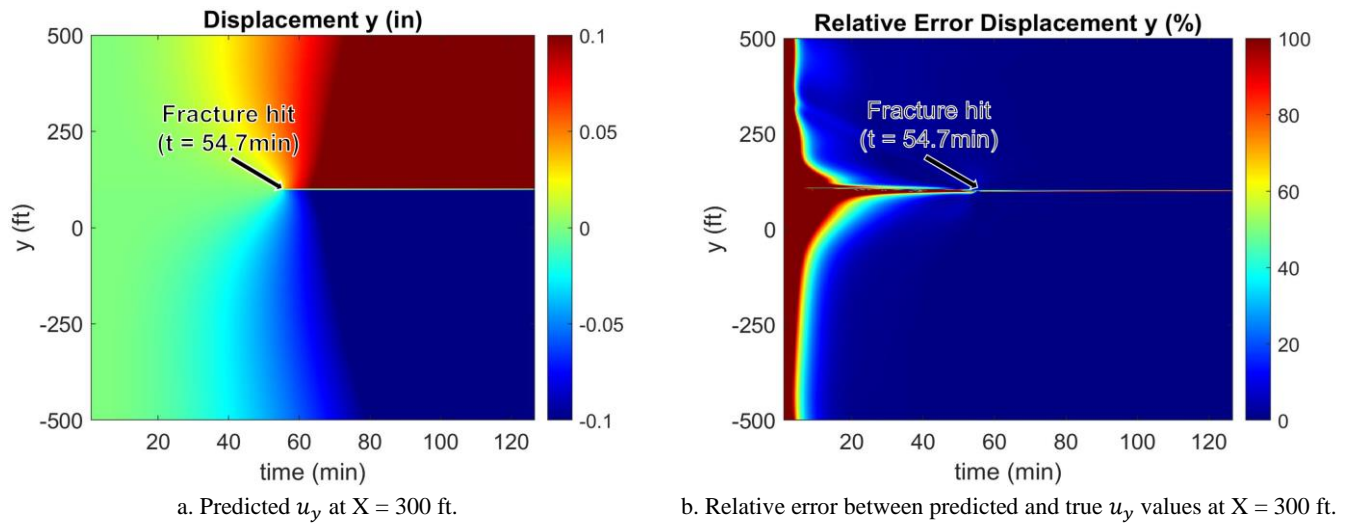 Displacement y (in)
500
250
0
-250
-500
y (ft)
Fracture hit
(t = 54.7min)
20
40
60
80
100
120
time (min)
0.1
0.05
0
-0.05
-0.1
a. Predicted u_y at X = 300 ft.
Relative Error Displacement y (%)
500
250
0
-250
-500
y (ft)
Fracture hit
(t = 54.7min)
20
40
60
80
100
120
time (min)
100
80
60
40
20
0
b. Relative error between predicted and true u_y values at X = 300 ft.